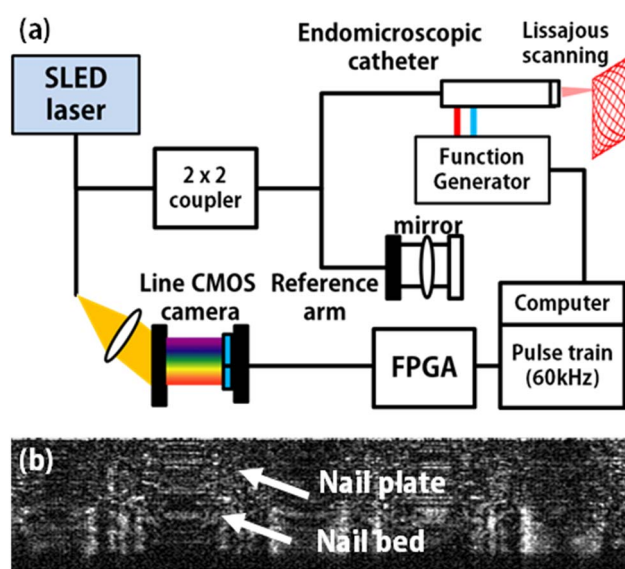 (a)
SLED
laser
Endomicroscopic
catheter
Lissajous
scanning
2 x 2
coupler
Function
Generator
mirror
Line CMOS
camera
Reference
arm
FPGA
Computer
Pulse train
(60kHz)
(b)
Nail plate
Nail bed